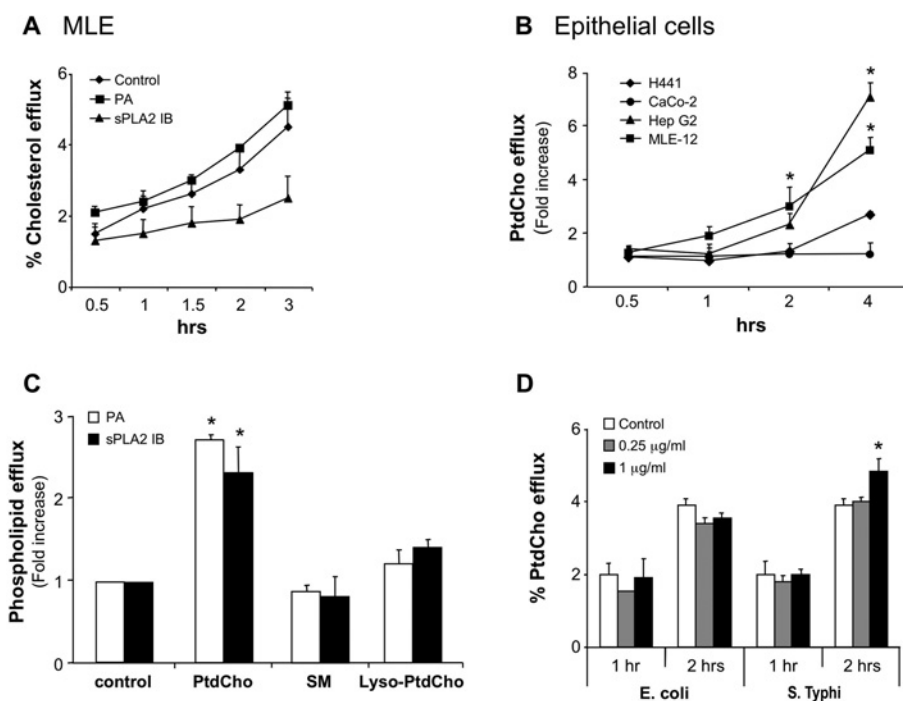 A MLE
Control
PA
sPLA2 IB
% Cholesterol efflux
6
4
2
0
0.5 1 1.5 2 3
hrs
B Epithelial cells
H441
CaCo-2
Hep G2
MLE-12
PtdCho efflux
(Fold increase)
8
6
4
2
0
*
*
*
0.5 1 2 4
hrs
C
PA
sPLA2 IB
Phospholipid efflux
(Fold increase)
3
2
1
0
* *
control PtdCho SM Lyso-PtdCho
D
Control
0.25 µg/ml
1 µg/ml
% PtdCho efflux
6
4
2
0
*
1 hr 2 hrs 1 hr 2 hrs
E. coli S. Typhi